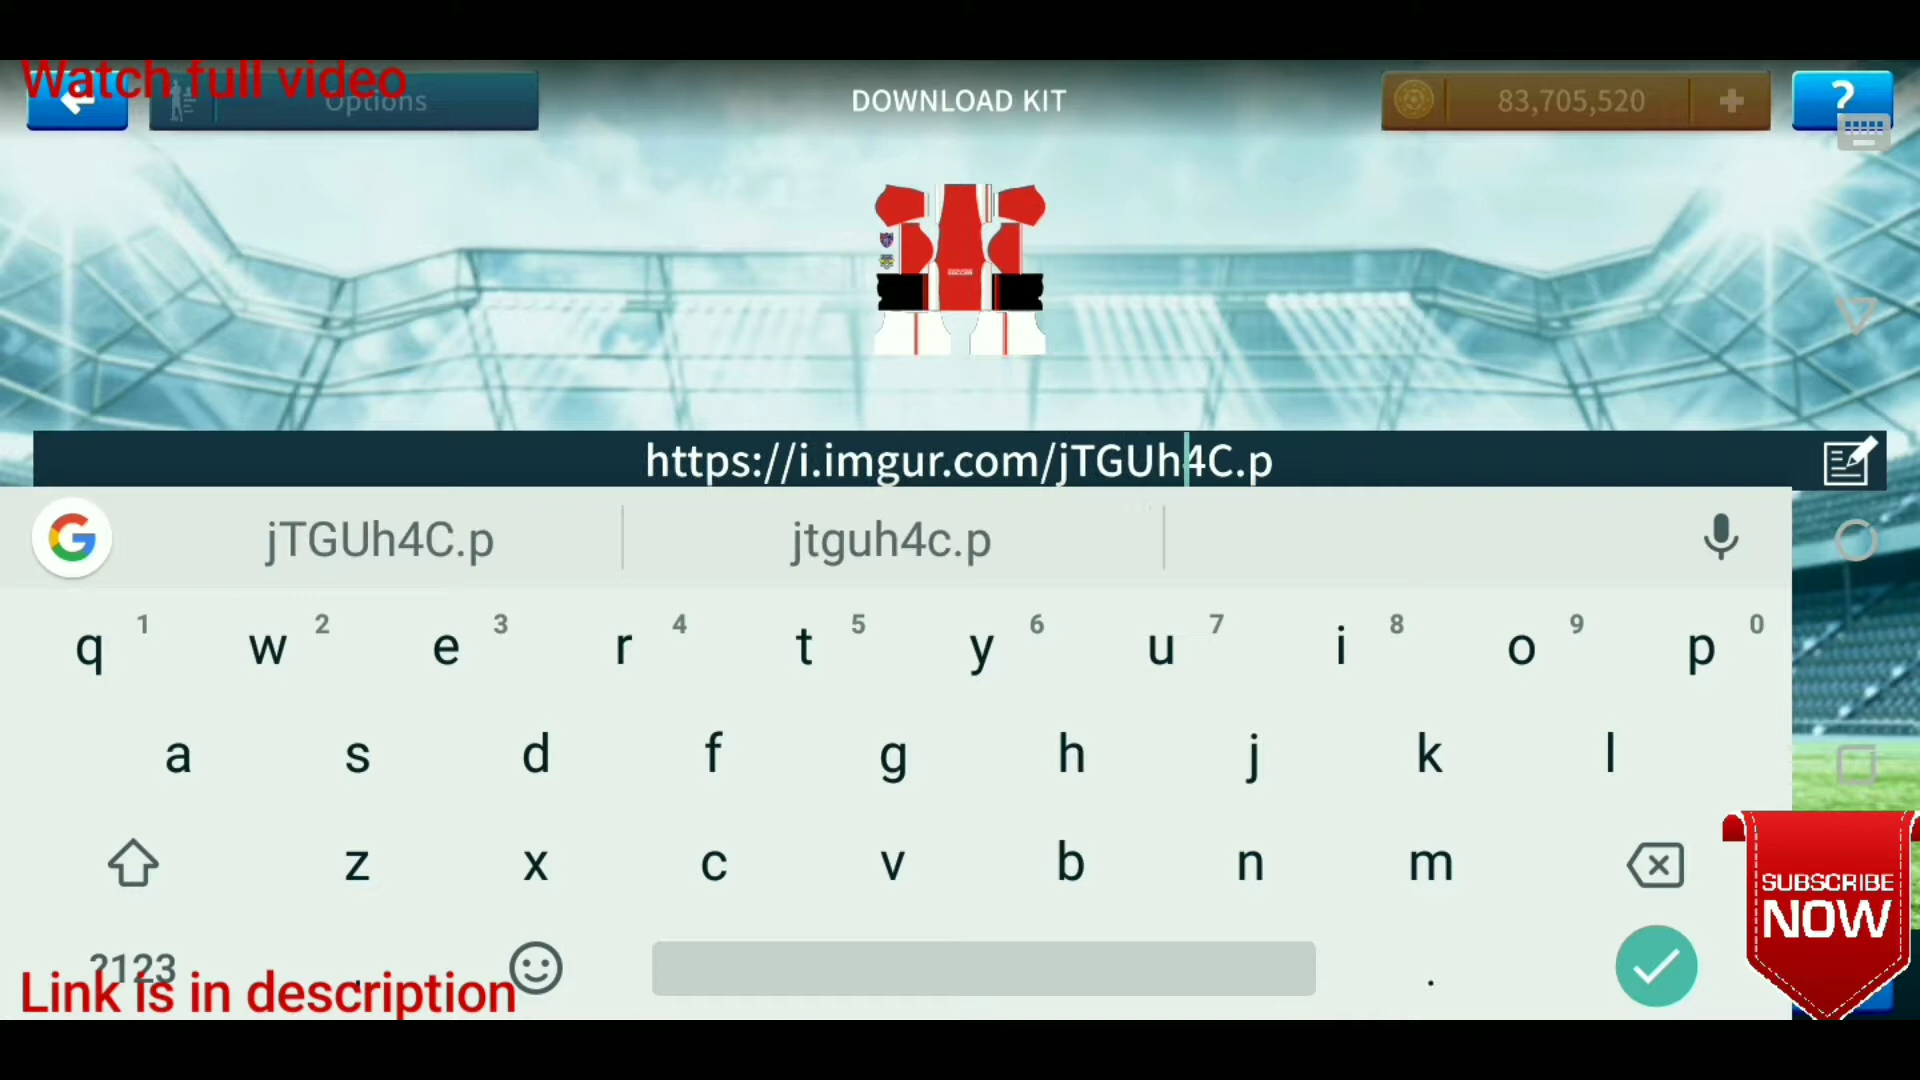 Watch full video
Options
DOWNLOAD KIT
83,705,520
+
?
SOCCER
https://i.imgur.com/jTGUh4C.p
G
jTGUh4C.p
jtguh4c.p
q 1 w 2 e 3 r 4 t 5 y 6 u 7 i 8 o 9 p 0
a s d f g h j k l
z x c v b n m
?123 , .
Link is in description
SUBSCRIBE
NOW